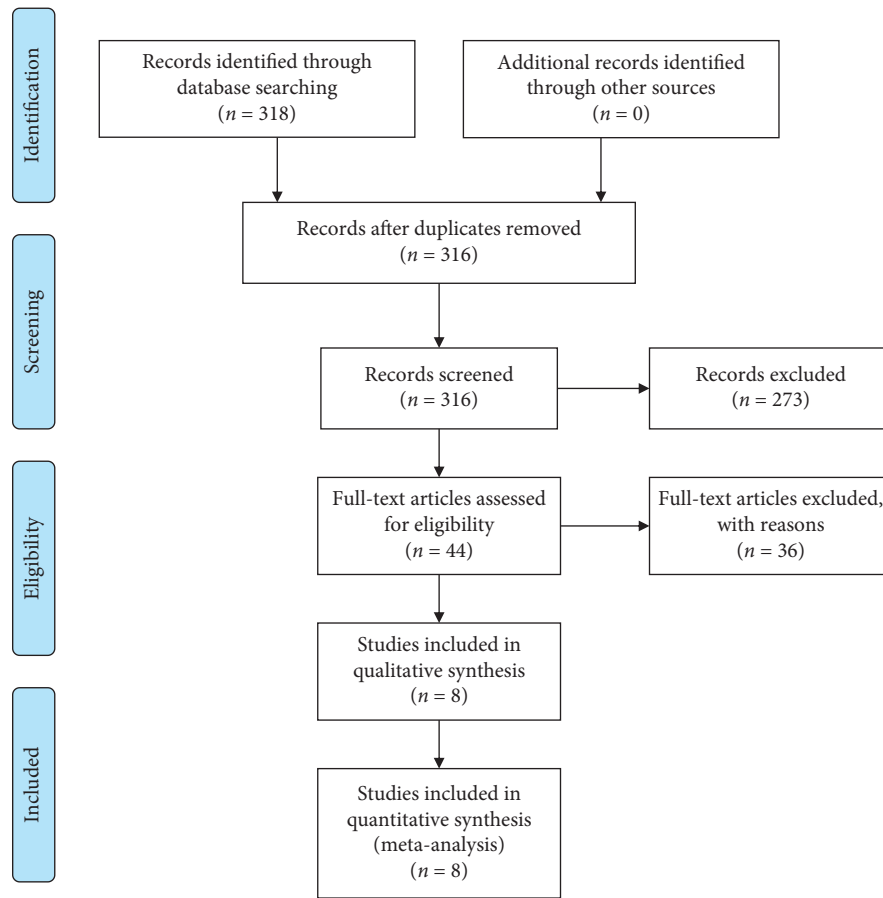 Identification
Records identified through
database searching
(n = 318)
Additional records identified
through other sources
(n = 0)
Records after duplicates removed
(n = 316)
Screening
Records screened
(n = 316)
Records excluded
(n = 273)
Eligibility
Full-text articles assessed
for eligibility
(n = 44)
Full-text articles excluded,
with reasons
(n = 36)
Studies included in
qualitative synthesis
(n = 8)
Included
Studies included in
quantitative synthesis
(meta-analysis)
(n = 8)